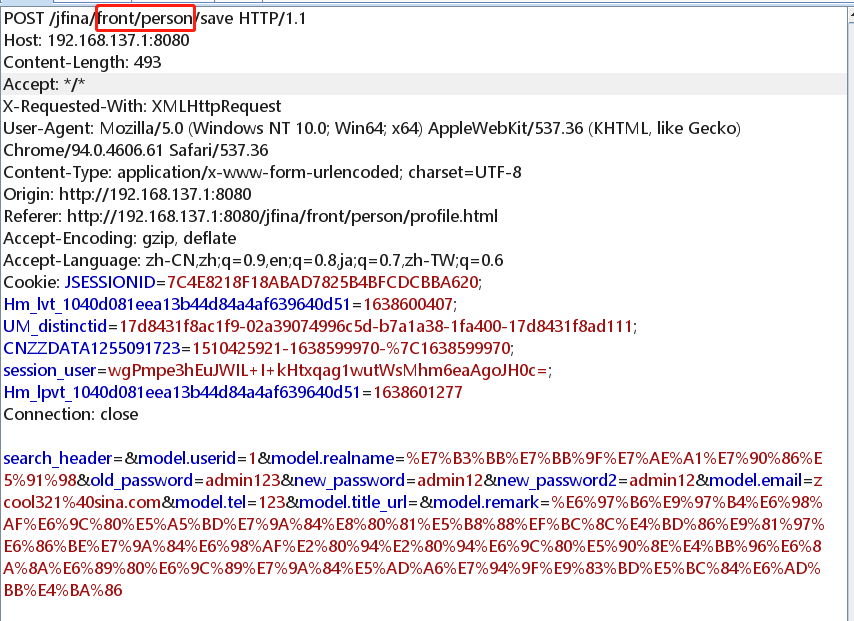 POST /jfina/front/person/save HTTP/1.1
Host: 192.168.137.1:8080
Content-Length: 493
Accept: */*
X-Requested-With: XMLHttpRequest
User-Agent: Mozilla/5.0 (Windows NT 10.0; Win64; x64) AppleWebKit/537.36 (KHTML, like Gecko)
Chrome/94.0.4606.61 Safari/537.36
Content-Type: application/x-www-form-urlencoded; charset=UTF-8
Origin: http://192.168.137.1:8080
Referer: http://192.168.137.1:8080/jfina/front/person/profile.html
Accept-Encoding: gzip, deflate
Accept-Language: zh-CN,zh;q=0.9,en;q=0.8,ja;q=0.7,zh-TW;q=0.6
Cookie: JSESSIONID=7C4E8218F18ABAD7825B4BFCDCBBA620;
Hm_lvt_1040d081eea13b44d84a4af639640d51=1638600407;
UM_distinctid=17d8431f8ac1f9-02a39074996c5d-b7a1a38-1fa400-17d8431f8ad111;
CNZZDATA1255091723=1510425921-1638599970-%7C1638599970;
session_user=wgPmpe3hEuJWIL+I+kHtxqag1wutWsMhm6eaAgoJH0c=;
Hm_lpvt_1040d081eea13b44d84a4af639640d51=1638601277
Connection: close
search_header=&model.userid=1&model.realname=%E7%B3%BB%E7%BB%9F%E7%AE%A1%E7%90%86%E
5%91%98&old_password=admin123&new_password=admin12&new_password2=admin12&model.email=z
cool321%40sina.com&model.tel=123&model.title_url=&model.remark=%E6%97%B6%E9%97%B4%E6%98%
AF%E6%9C%80%E5%A5%BD%E7%9A%84%E8%80%81%E5%B8%88%EF%BC%8C%E4%BD%86%E9%81%97%
E6%86%BE%E7%9A%84%E6%98%AF%E2%80%94%E2%80%94%E6%9C%80%E5%90%8E%E4%BB%96%E6%8
A%8A%E6%89%80%E6%9C%89%E7%9A%84%E5%AD%A6%E7%94%9F%E9%83%BD%E5%BC%84%E6%AD%
BB%E4%BA%86